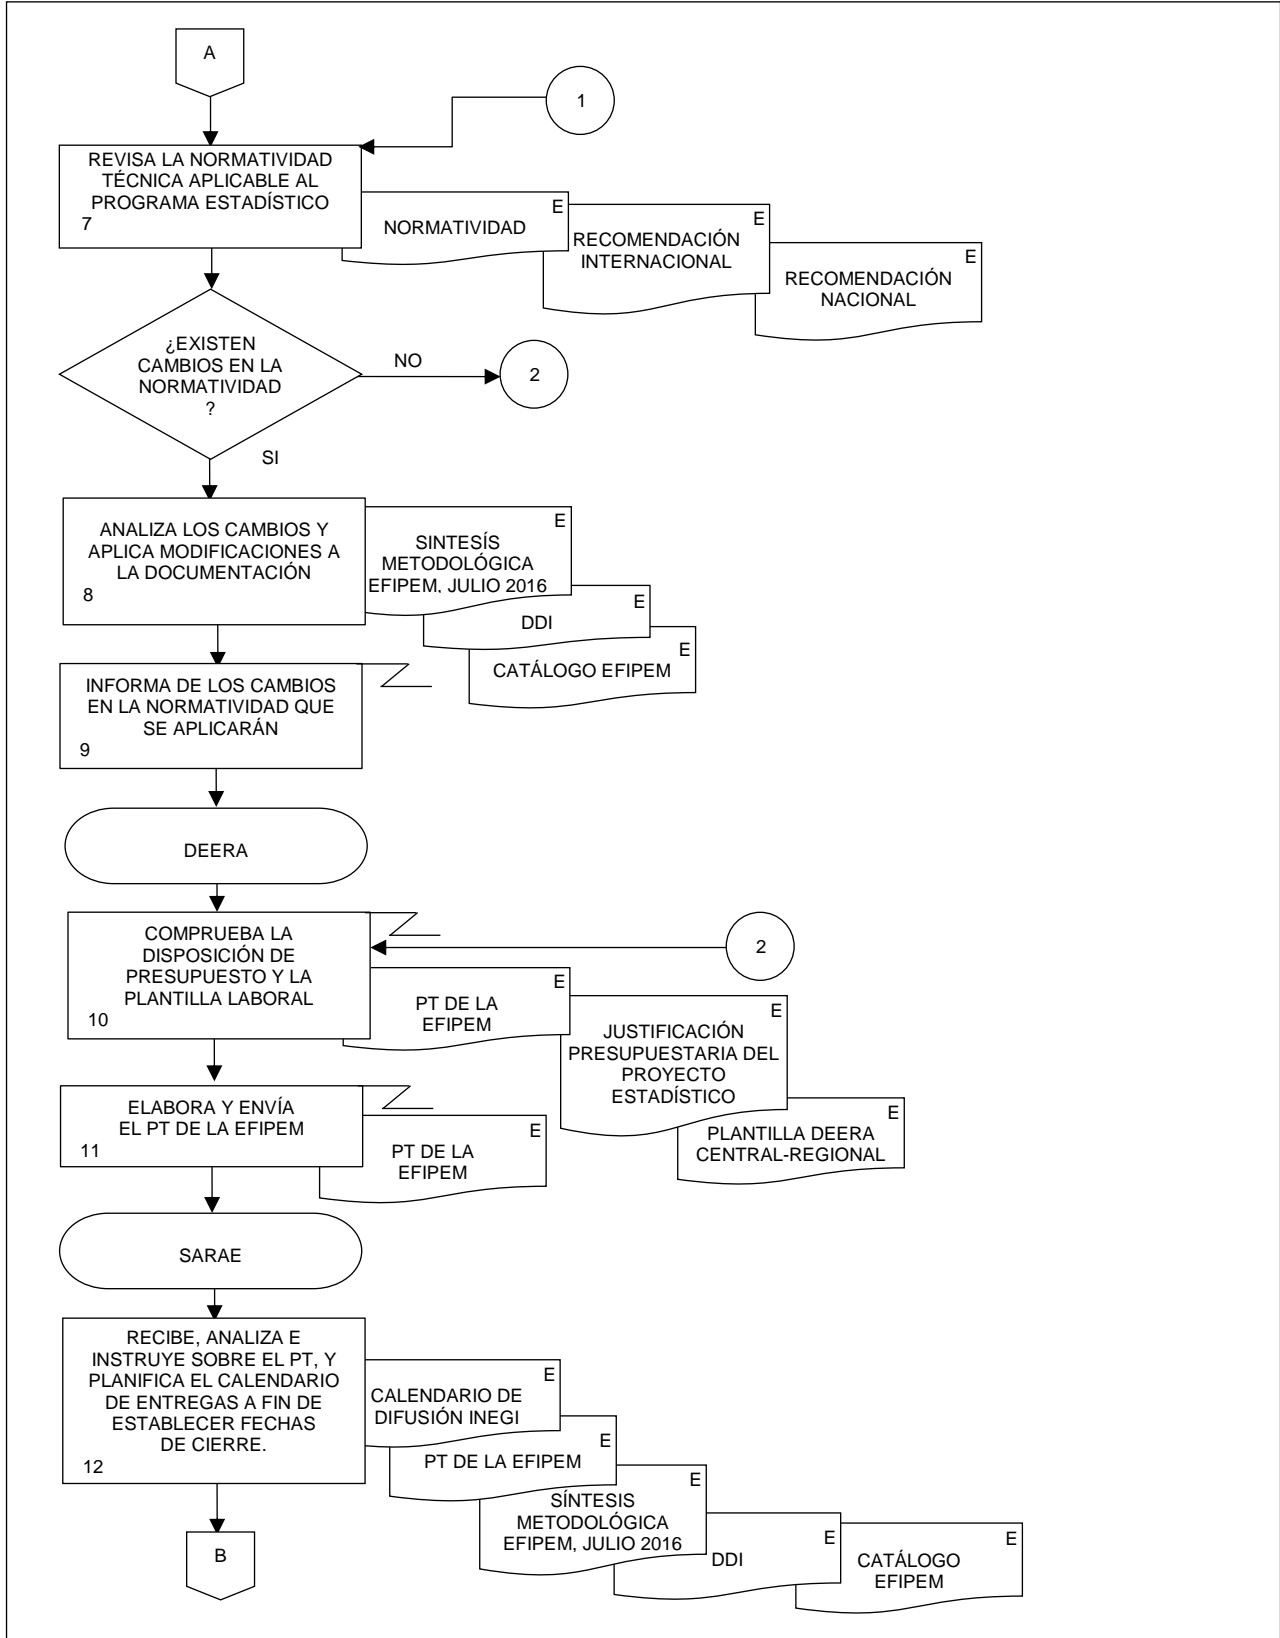 A
1
REVISA LA NORMATIVIDAD
TÉCNICA APLICABLE AL
PROGRAMA ESTADÍSTICO
7
E
NORMATIVIDAD
E
RECOMENDACIÓN
INTERNACIONAL
E
RECOMENDACIÓN
NACIONAL
¿EXISTEN
CAMBIOS EN LA
NORMATIVIDAD
?
NO
2
SI
ANALIZA LOS CAMBIOS Y
APLICA MODIFICACIONES A
LA DOCUMENTACIÓN
8
E
SINTESÍS
METODOLÓGICA
EFIPEM, JULIO 2016
E
DDI
E
CATÁLOGO EFIPEM
INFORMA DE LOS CAMBIOS
EN LA NORMATIVIDAD QUE
SE APLICARÁN
9
DEERA
COMPRUEBA LA
DISPOSICIÓN DE
PRESUPUESTO Y LA
PLANTILLA LABORAL
10
2
E
PT DE LA
EFIPEM
E
JUSTIFICACIÓN
PRESUPUESTARIA DEL
PROYECTO
ESTADÍSTICO
E
PLANTILLA DEERA
CENTRAL-REGIONAL
ELABORA Y ENVÍA
EL PT DE LA EFIPEM
11
E
PT DE LA
EFIPEM
SARAE
RECIBE, ANALIZA E
INSTRUYE SOBRE EL PT, Y
PLANIFICA EL CALENDARIO
DE ENTREGAS A FIN DE
ESTABLECER FECHAS
DE CIERRE.
12
E
CALENDARIO DE
DIFUSIÓN INEGI
E
PT DE LA EFIPEM
E
SÍNTESIS
METODOLÓGICA
EFIPEM, JULIO 2016
E
DDI
E
CATÁLOGO
EFIPEM
B